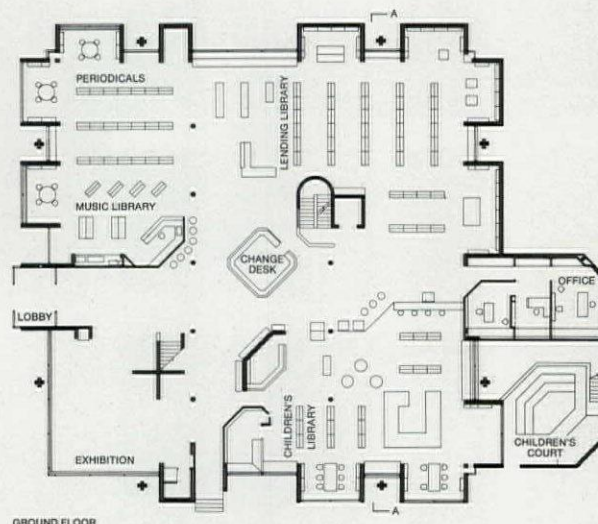 A
PERIODICALS
LENDING LIBRARY
MUSIC LIBRARY
CHANGE
DESK
OFFICE
LOBBY
CHILDREN'S
LIBRARY
CHILDREN'S
COURT
EXHIBITION
A
GROUND FLOOR